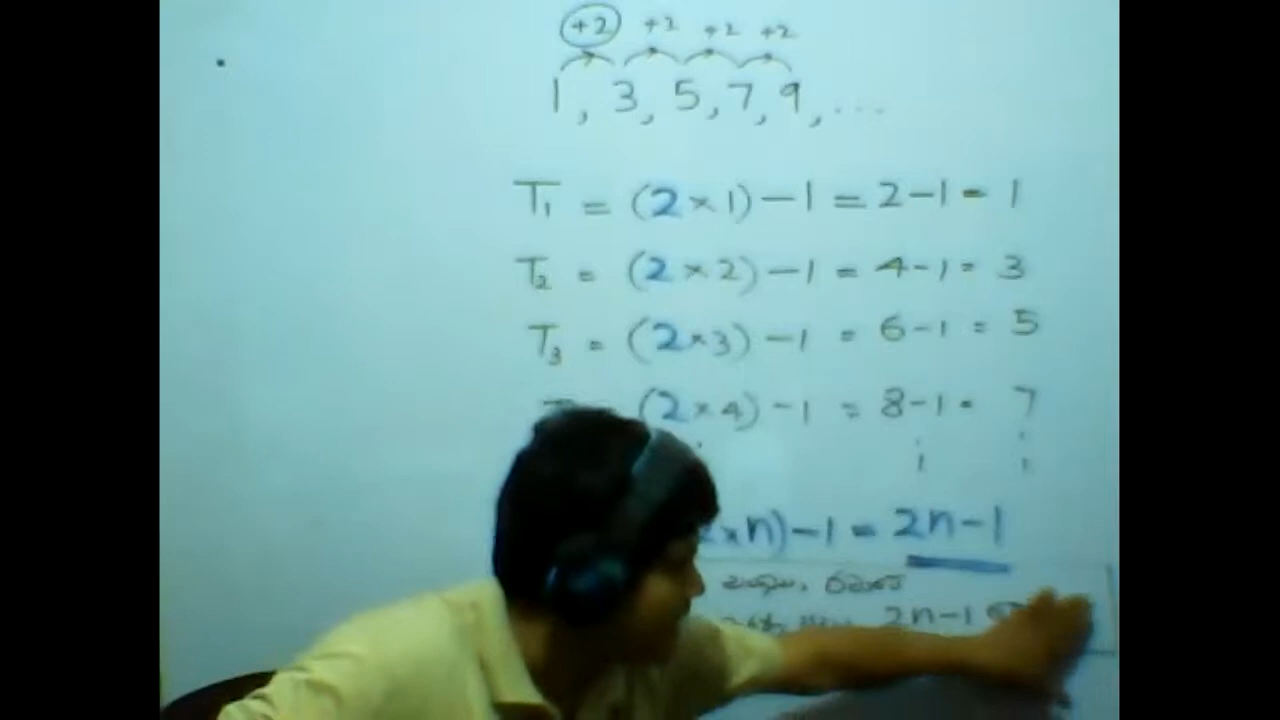 +2 +2 +2 +2
1, 3, 5, 7, 9, ...
T₁ = (2 × 1) − 1 = 2 − 1 = 1
T₂ = (2 × 2) − 1 = 4 − 1 = 3
T₃ = (2 × 3) − 1 = 6 − 1 = 5
(2 × 4) − 1 = 8 − 1 = 7
× n) − 1 = 2n − 1
2n − 1